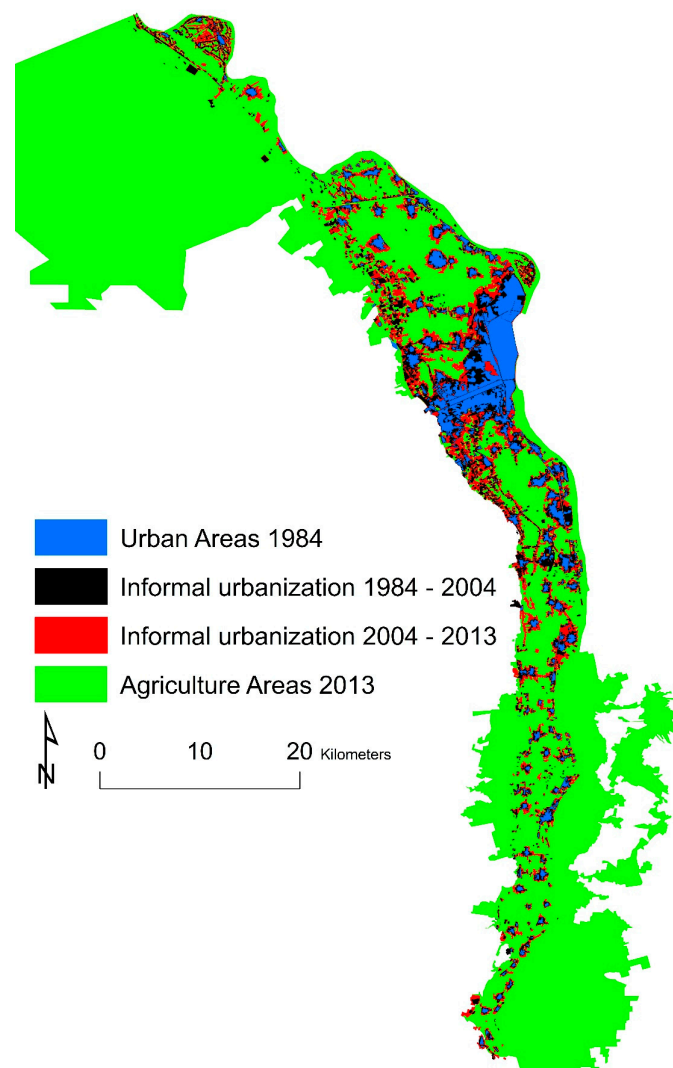 Urban Areas 1984
Informal urbanization 1984 - 2004
Informal urbanization 2004 - 2013
Agriculture Areas 2013
N
0 10 20 Kilometers